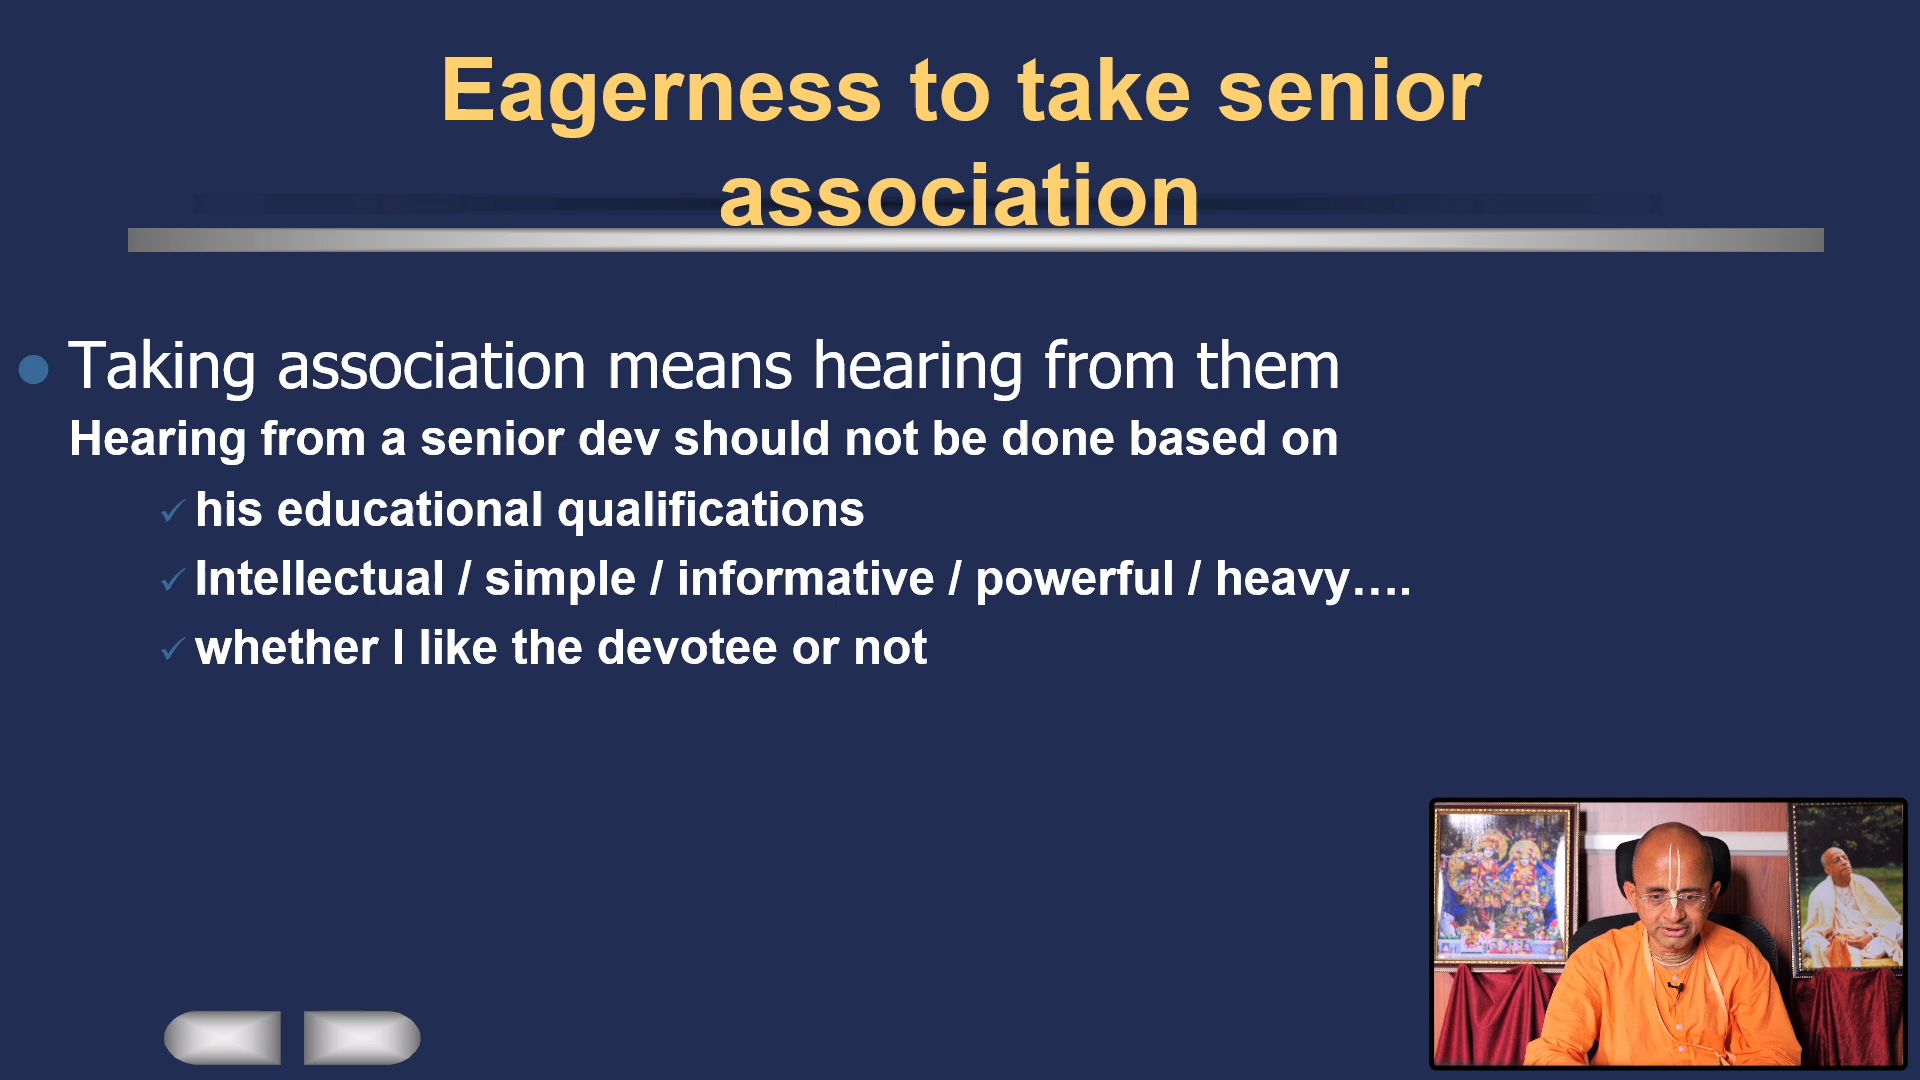 Eagerness to take senior
association
Taking association means hearing from them
Hearing from a senior dev should not be done based on
his educational qualifications
Intellectual / simple / informative / powerful / heavy….
whether I like the devotee or not